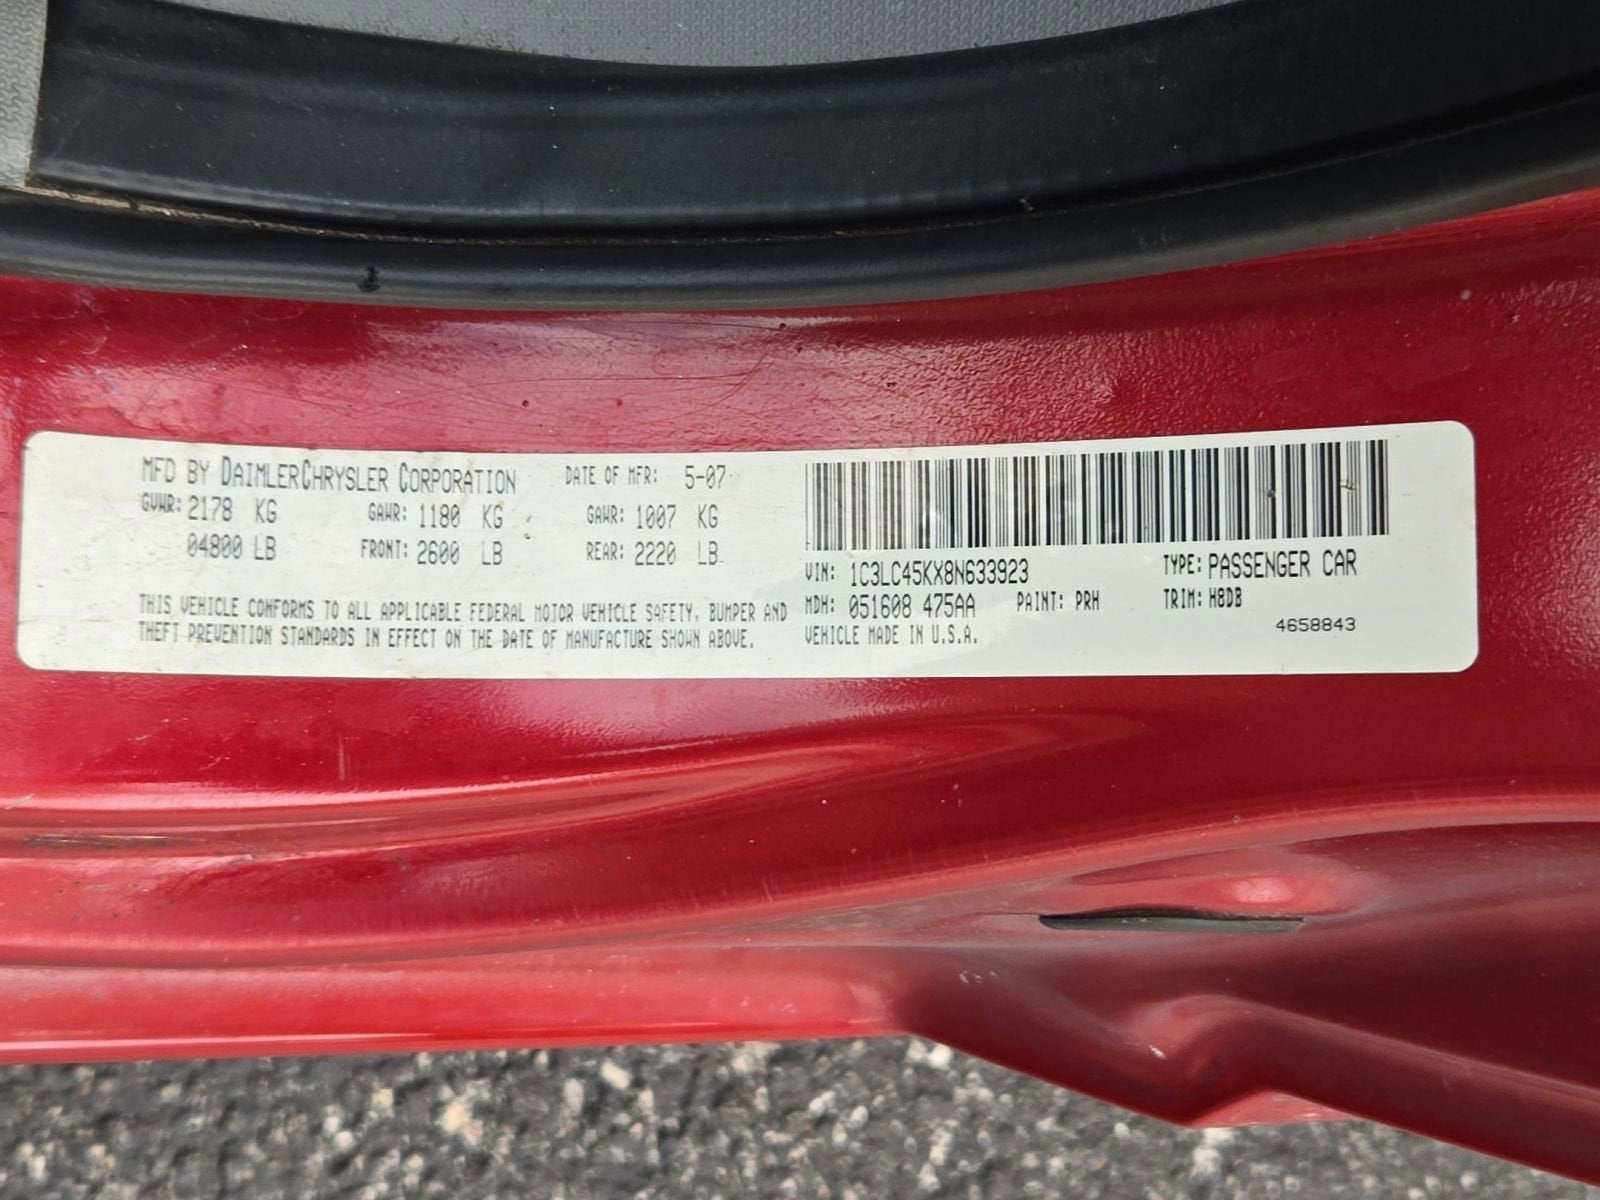 MFD BY DAIMLERCHRYSLER CORPORATION DATE OF MFR: 5-07
GVWR: 2178 KG GAWR: 1180 KG GAWR: 1007 KG
04800 LB FRONT: 2600 LB REAR: 2220 LB
THIS VEHICLE CONFORMS TO ALL APPLICABLE FEDERAL MOTOR VEHICLE SAFETY, BUMPER AND
THEFT PREVENTION STANDARDS IN EFFECT ON THE DATE OF MANUFACTURE SHOWN ABOVE.
VIN: 1C3LC45KX8N633923 TYPE: PASSENGER CAR
MDH: 051608 475AA PAINT: PRH TRIM: H8DB
VEHICLE MADE IN U.S.A. 4658843